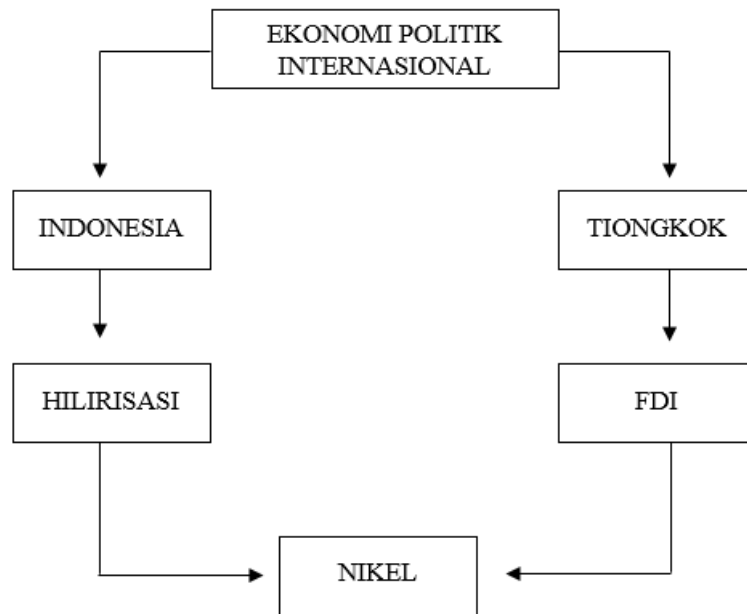 EKONOMI POLITIK
INTERNASIONAL
INDONESIA
TIONGKOK
HILIRISASI
FDI
NIKEL